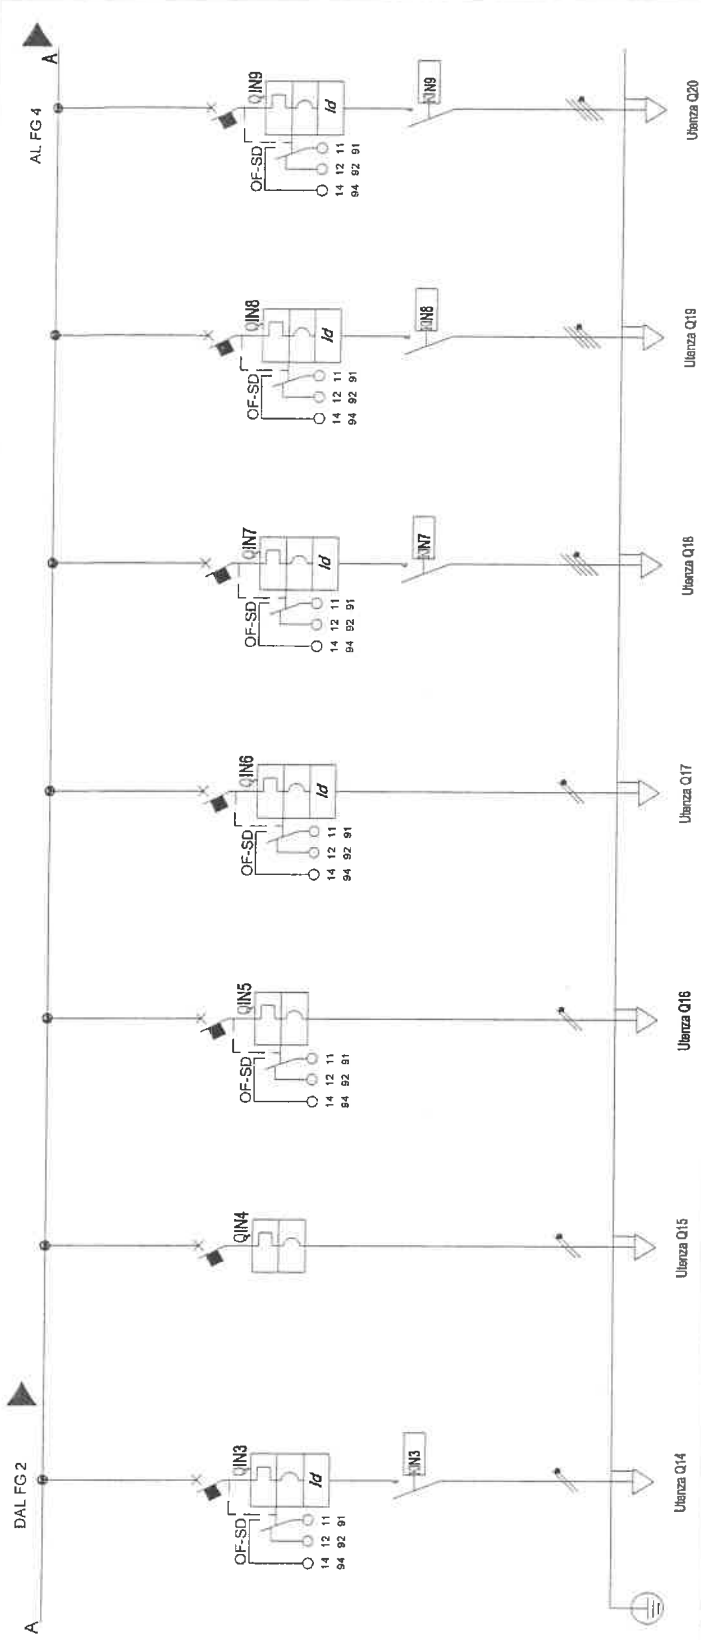 DAL FG 2
AL FG 4
A
A
QIN3
QIN4
QIN5
QIN6
QIN7
QIN8
QIN9
OF-SD
OF-SD
OF-SD
OF-SD
OF-SD
OF-SD
Id
Id
Id
Id
Id
14 12 11
94 92 91
14 12 11
94 92 91
14 12 11
94 92 91
14 12 11
94 92 91
14 12 11
94 92 91
14 12 11
94 92 91
KIN3
KIN7
KIN8
KIN9
Utenza Q14
Utenza Q15
Utenza Q16
Utenza Q17
Utenza Q18
Utenza Q19
Utenza Q20